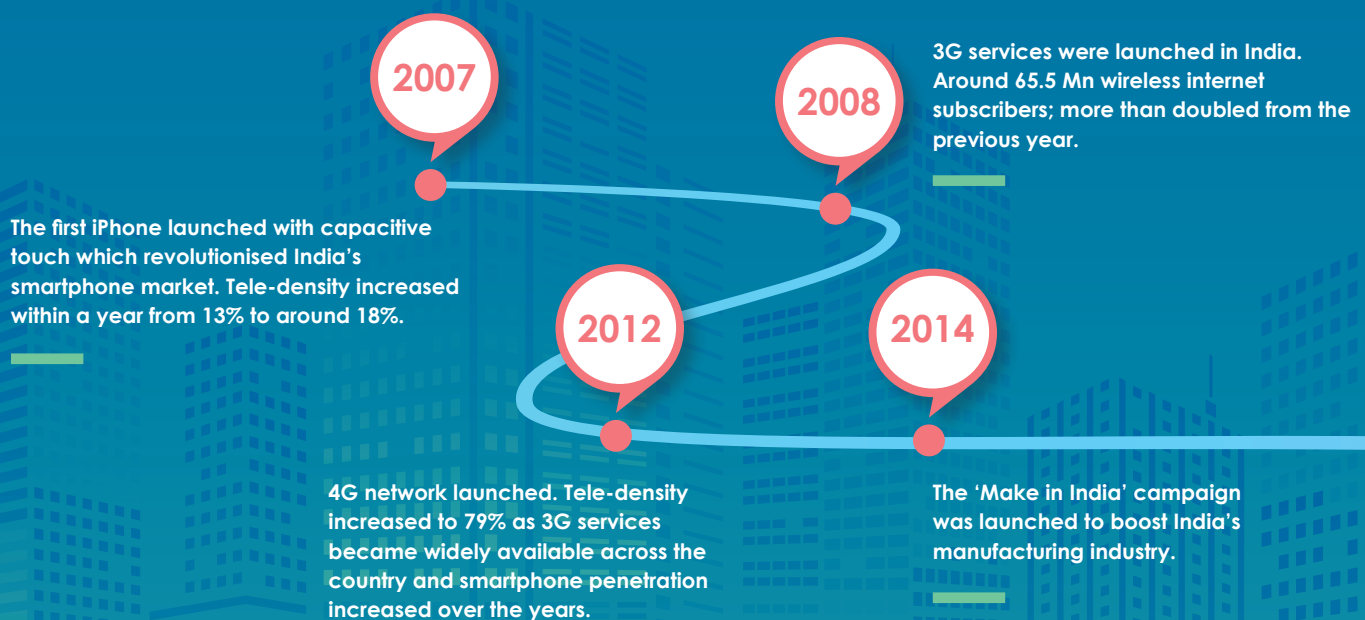 2007
The first iPhone launched with capacitive
touch which revolutionised India’s
smartphone market. Tele-density increased
within a year from 13% to around 18%.
2008
3G services were launched in India.
Around 65.5 Mn wireless internet
subscribers; more than doubled from the
previous year.
2012
4G network launched. Tele-density
increased to 79% as 3G services
became widely available across the
country and smartphone penetration
increased over the years.
2014
The ‘Make in India’ campaign
was launched to boost India’s
manufacturing industry.